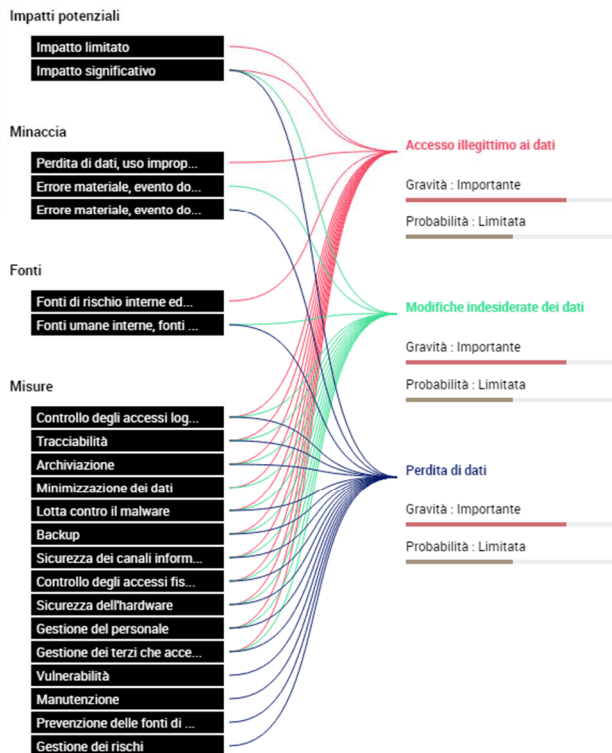 Impatti potenziali
Impatto limitato
Impatto significativo
Minaccia
Perdita di dati, uso improp...
Errore materiale, evento do...
Errore materiale, evento do...
Fonti
Fonti di rischio interne ed...
Fonti umane interne, fonti ...
Misure
Controllo degli accessi log...
Tracciabilità
Archiviazione
Minimizzazione dei dati
Lotta contro il malware
Backup
Sicurezza dei canali inform...
Controllo degli accessi fis...
Sicurezza dell'hardware
Gestione del personale
Gestione dei terzi che acce...
Vulnerabilità
Manutenzione
Prevenzione delle fonti di ...
Gestione dei rischi
Accesso illegittimo ai dati
Gravità : Importante
Probabilità : Limitata
Modifiche indesiderate dei dati
Gravità : Importante
Probabilità : Limitata
Perdita di dati
Gravità : Importante
Probabilità : Limitata